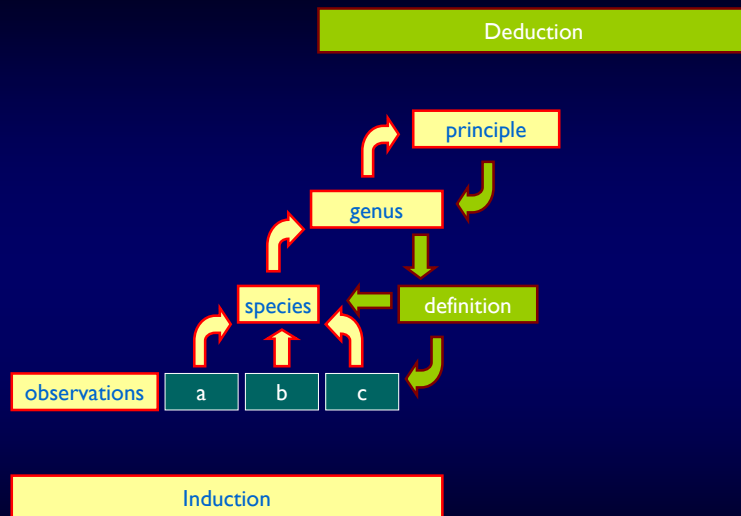 Deduction
principle
genus
species
definition
observations
a
b
c
Induction